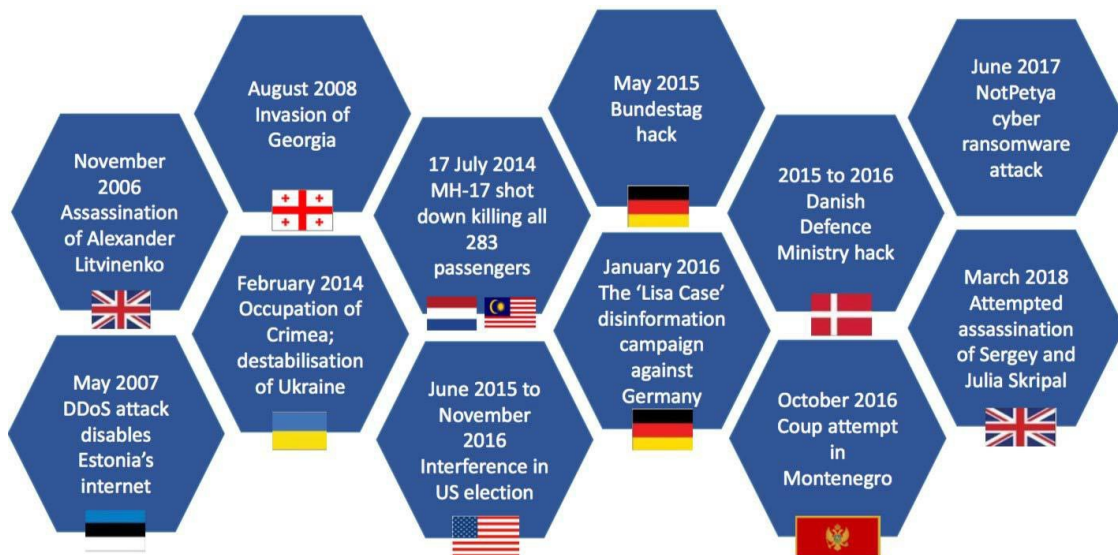 November
2006
Assassination
of Alexander
Litvinenko
May 2007
DDoS attack
disables
Estonia’s
internet
August 2008
Invasion of
Georgia
February 2014
Occupation of
Crimea;
destabilisation
of Ukraine
17 July 2014
MH-17 shot
down killing all
283
passengers
June 2015 to
November
2016
Interference in
US election
May 2015
Bundestag
hack
January 2016
The ‘Lisa Case’
disinformation
campaign
against
Germany
2015 to 2016
Danish
Defence
Ministry hack
October 2016
Coup attempt
in
Montenegro
June 2017
NotPetya
cyber
ransomware
attack
March 2018
Attempted
assassination
of Sergey and
Julia Skripal